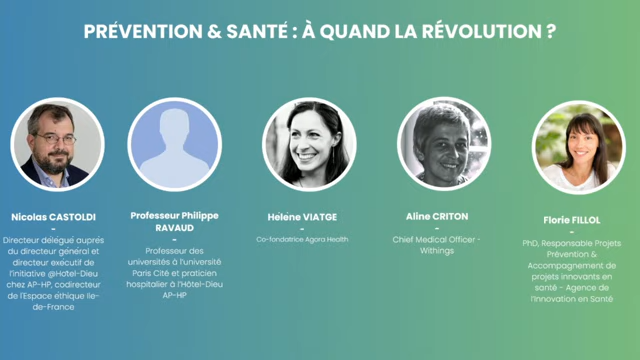 PRÉVENTION & SANTÉ : À QUAND LA RÉVOLUTION ?
Nicolas CASTOLDI
-
Directeur délégué auprès
du directeur général et
directeur exécutif de
l'initiative @Hotel-Dieu
chez AP-HP, codirecteur
de l'Espace éthique Ile-
de-France
Professeur Philippe
RAVAUD
-
Professeur des
universités à l'université
Paris Cité et praticien
hospitalier à l'Hôtel-Dieu
AP-HP
Hélène VIATGE
-
Co-fondatrice Agora Health
Aline CRITON
-
Chief Medical Officer -
Withings
Florie FILLOL
-
PhD, Responsable Projets
Prévention &
Accompagnement de
projets innovants en
santé - Agence de
l'Innovation en Santé